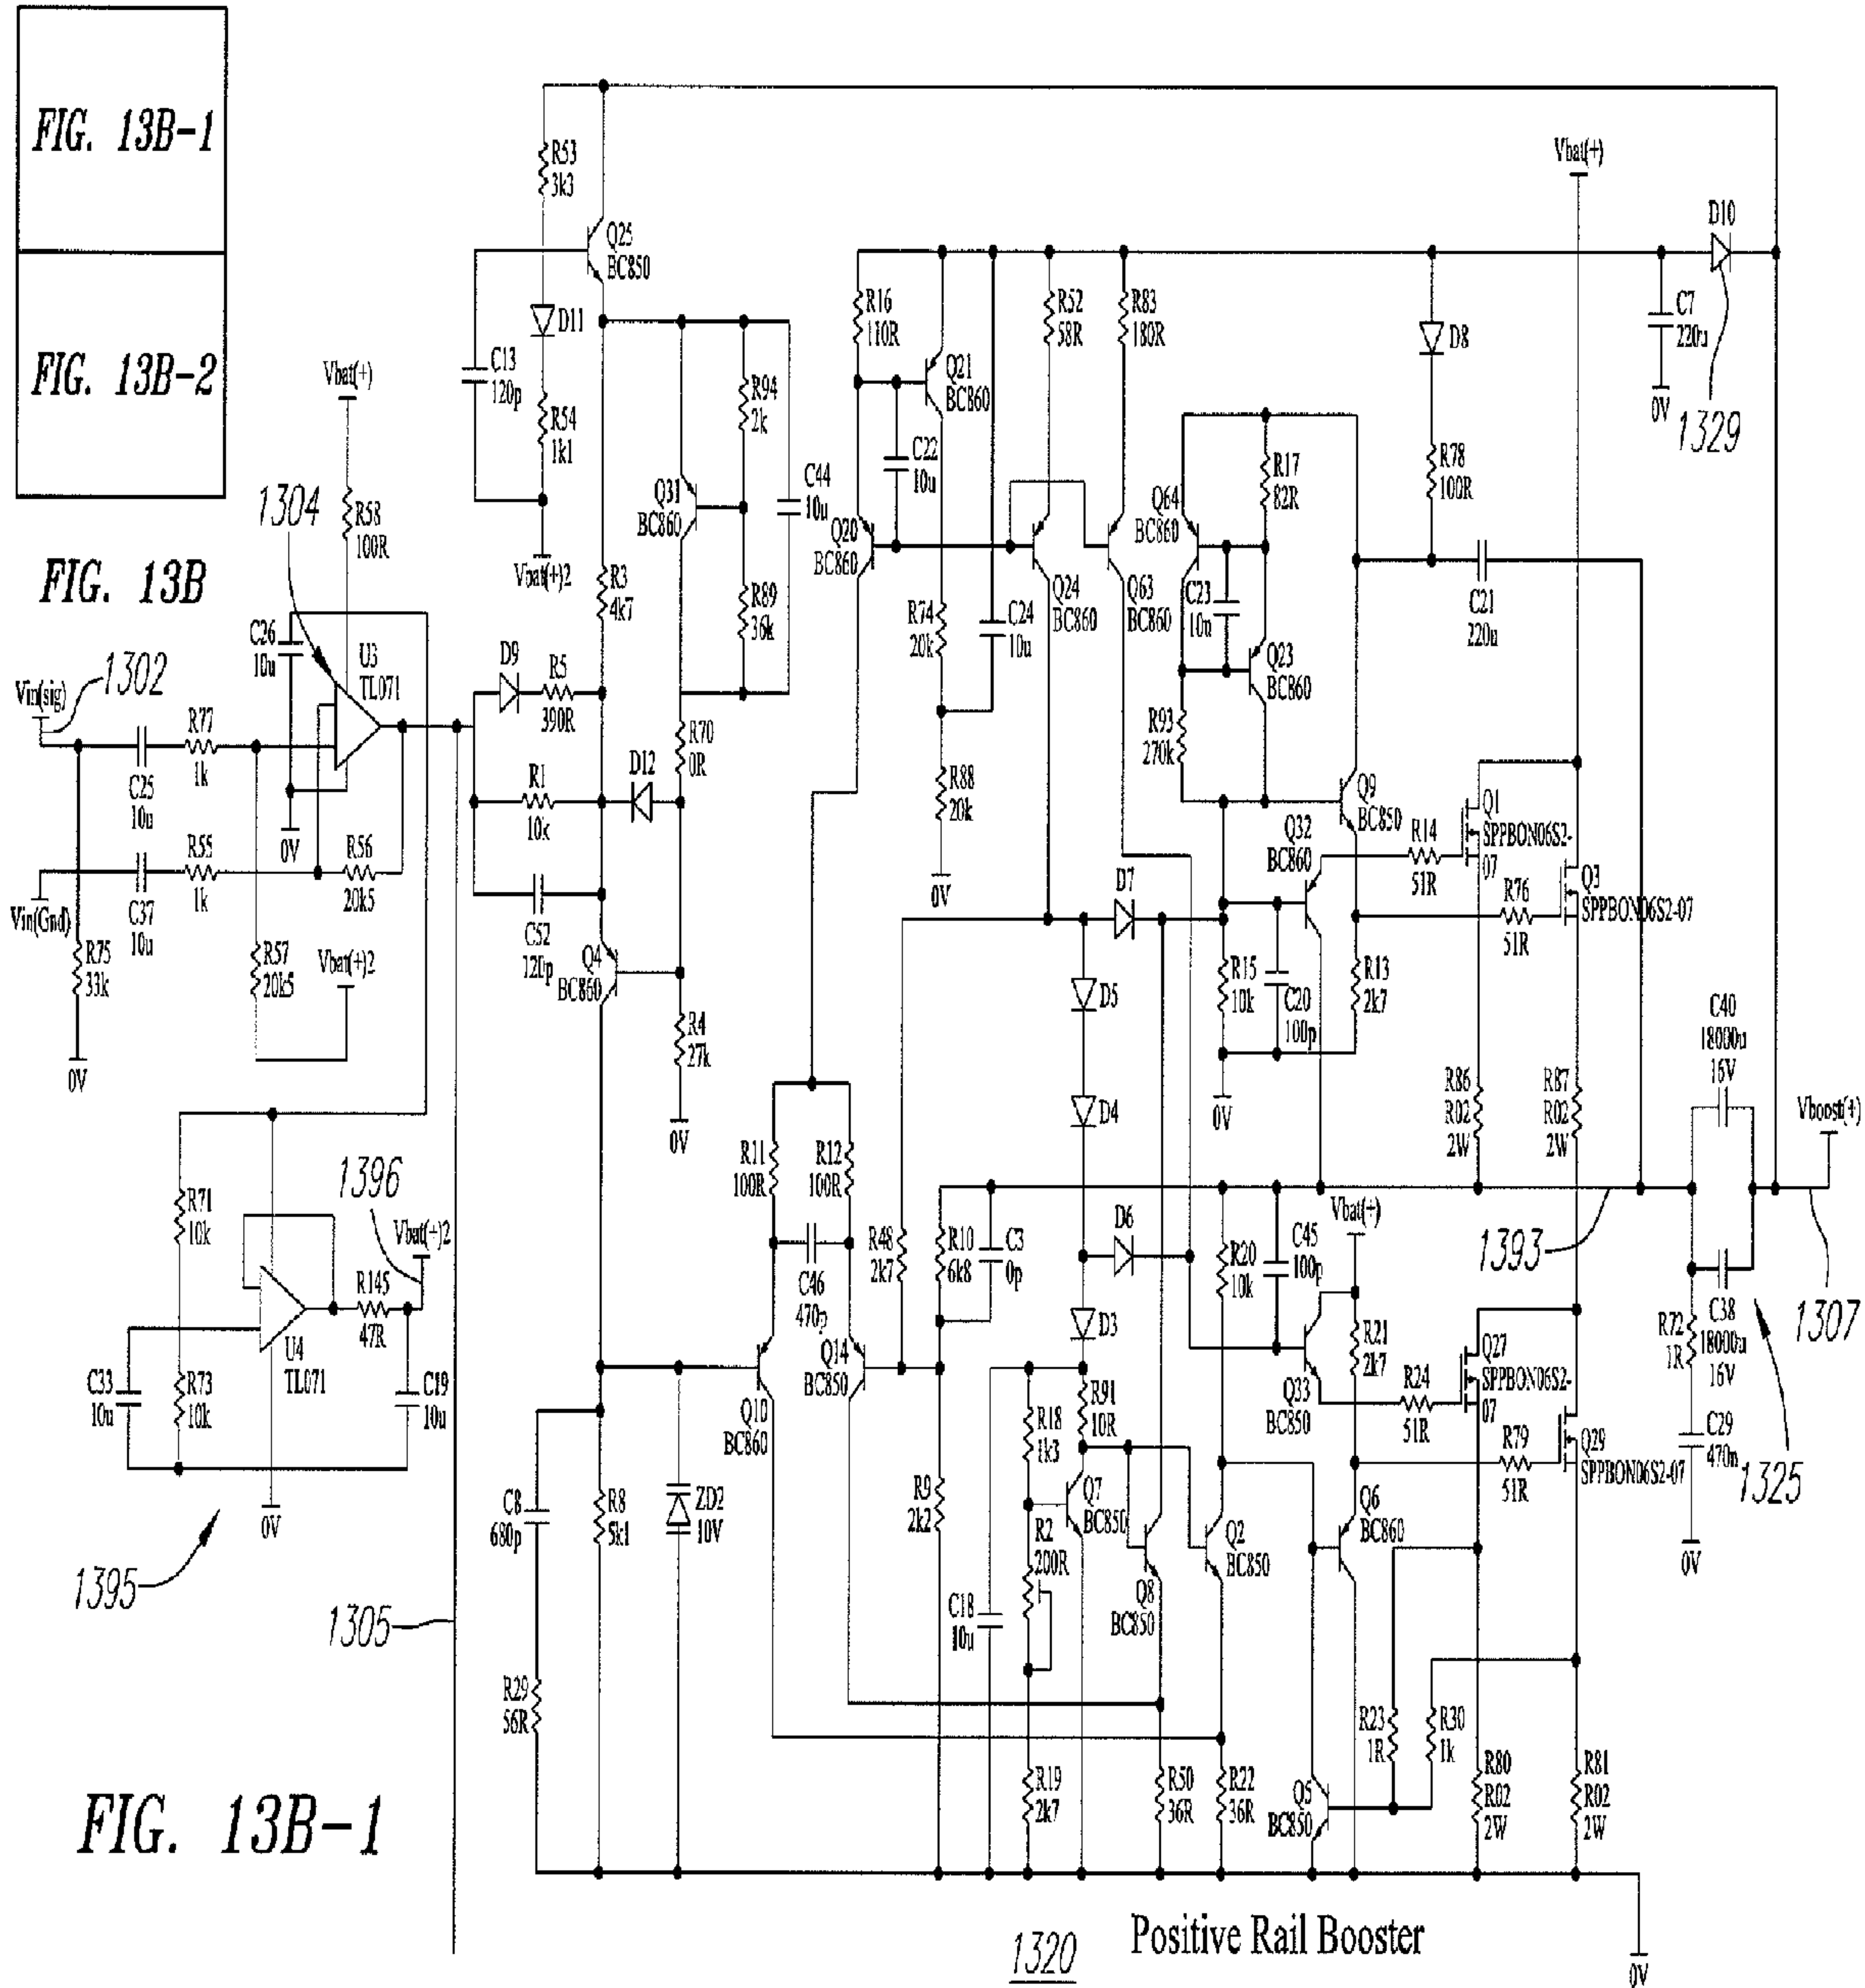 FIG. 13B-1
FIG. 13B-2
FIG. 13B
Vbat(+)
R58
100R
1304
C26
10u
U3
TL071
Vin(sig)
1302
C25
10u
R77
1k
0V
R55
1k
R56
20k5
Vin(Gnd)
C37
10u
R75
33k
0V
R57
20k5
Vbat(+)2
R71
10k
1396
Vbat(+)2
R145
47R
U4
TL071
C33
10u
R73
10k
C19
10u
0V
1395
1305
R53
3k3
Q25
BC850
D11
C13
120p
R54
1k1
Vbat(+)2
R94
2k
Q31
BC860
C44
10u
R3
4k7
R89
36k
D9
R5
390R
R70
0R
D12
R1
10k
C52
120p
Q4
BC860
R4
27k
0V
R16
110R
Q21
BC860
R52
58R
R83
180R
C22
10u
Q20
BC860
Q24
BC860
Q63
BC860
R74
20k
C24
10u
R88
20k
0V
Q64
BC860
R17
82R
C23
10n
Q23
BC860
R93
270k
D8
R78
100R
C21
220u
C7
220u
0V
D10
1329
Vbat(+)
Q9
BC850
Q32
BC860
R14
51R
Q1
SPPBON06S2-
07
Q3
SPPBON06S2-07
R76
51R
D7
R15
10k
C20
100p
R13
2k7
0V
D5
D4
R86
R02
2W
R87
R02
2W
C40
18000u
16V
Vboost(+)
R11
100R
R12
100R
C46
470p
R48
2k7
R10
6k8
C3
0p
D6
R20
10k
C45
100p
Vbat(+)
1393
1307
C38
18000u
16V
1325
R72
1R
C29
470n
0V
D3
Q14
BC850
Q10
BC860
R21
2k7
Q33
BC850
R24
51R
Q27
SPPBON06S2-
07
Q29
SPPBON06S2-07
R79
51R
R18
1k3
R91
10R
Q7
BC850
R2
200R
Q8
BC850
Q2
BC850
Q6
BC860
C8
680p
R8
5k1
ZD2
10V
R9
2k2
C18
10u
R29
56R
R19
2k7
R50
36R
R22
36R
Q5
BC850
R23
1R
R30
1k
R80
R02
2W
R81
R02
2W
FIG. 13B-1
1320
Positive Rail Booster
0V